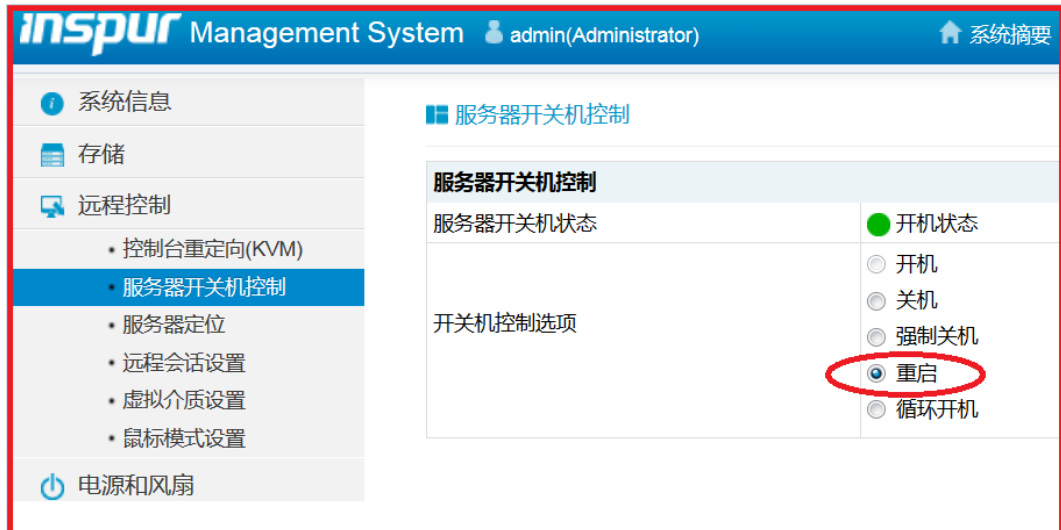 inspur Management System admin(Administrator) 系统摘要
系统信息
存储
远程控制
• 控制台重定向(KVM)
• 服务器开关机控制
• 服务器定位
• 远程会话设置
• 虚拟介质设置
• 鼠标模式设置
电源和风扇
服务器开关机控制
服务器开关机控制
服务器开关机状态 开机状态
开关机控制选项
开机
关机
强制关机
重启
循环开机